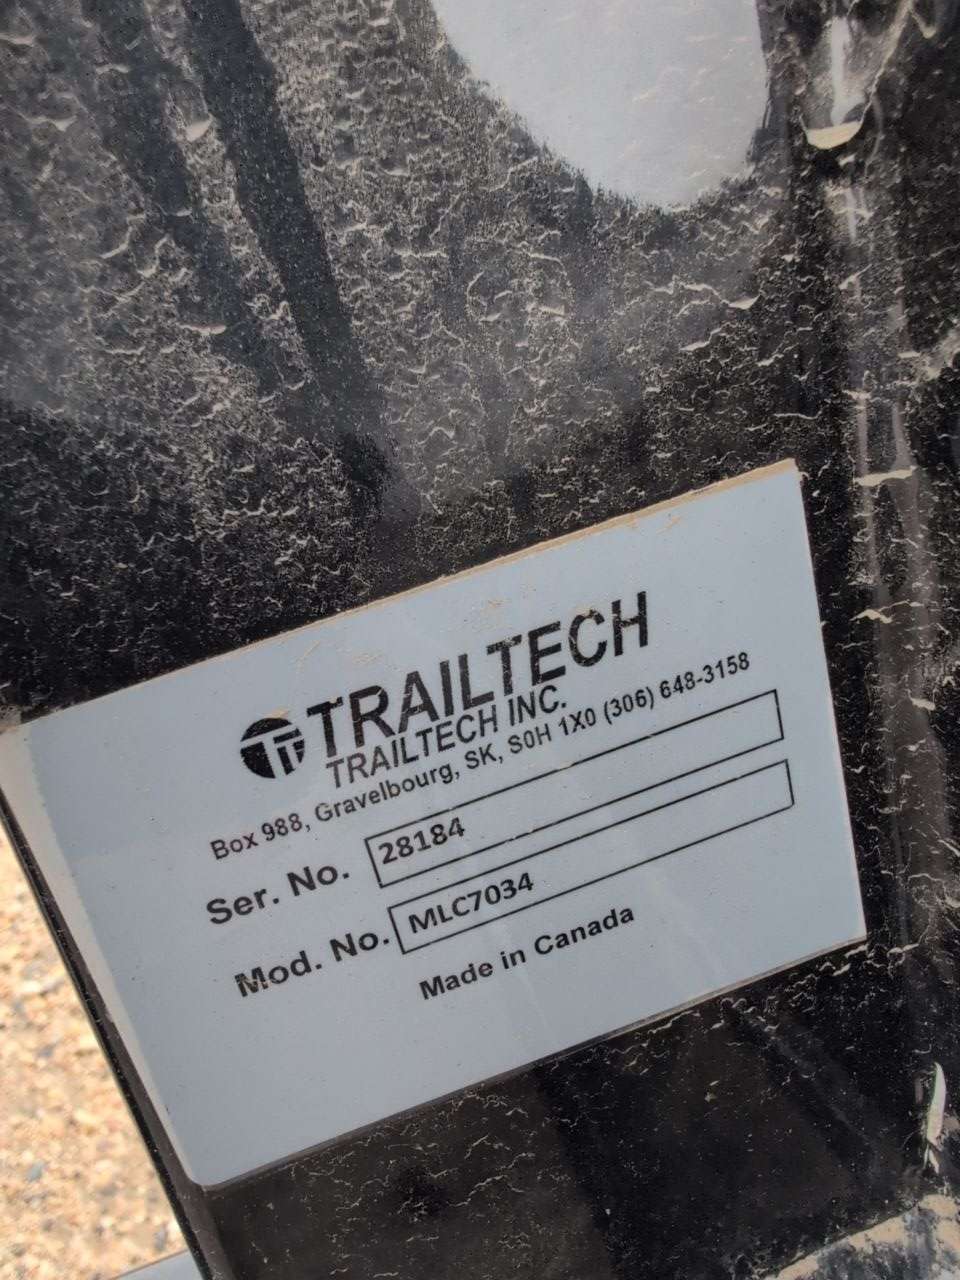 TRAILTECH
TRAILTECH INC.
Box 988, Gravelbourg, SK, S0H 1X0 (306) 648-3158
Ser. No. 28184
Mod. No. MLC7034
Made in Canada